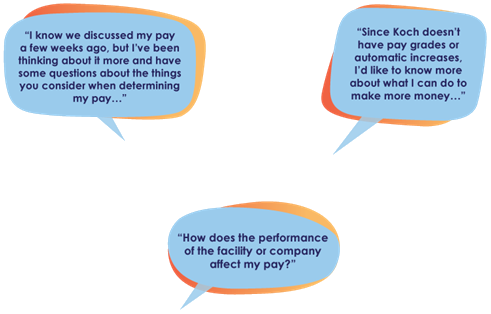 “I know we discussed my pay
a few weeks ago, but I’ve been
thinking about it more and have
some questions about the things
you consider when determining
my pay…”
“Since Koch doesn’t
have pay grades or
automatic increases,
I’d like to know more
about what I can do to
make more money…”
“How does the performance
of the facility or company
affect my pay?”